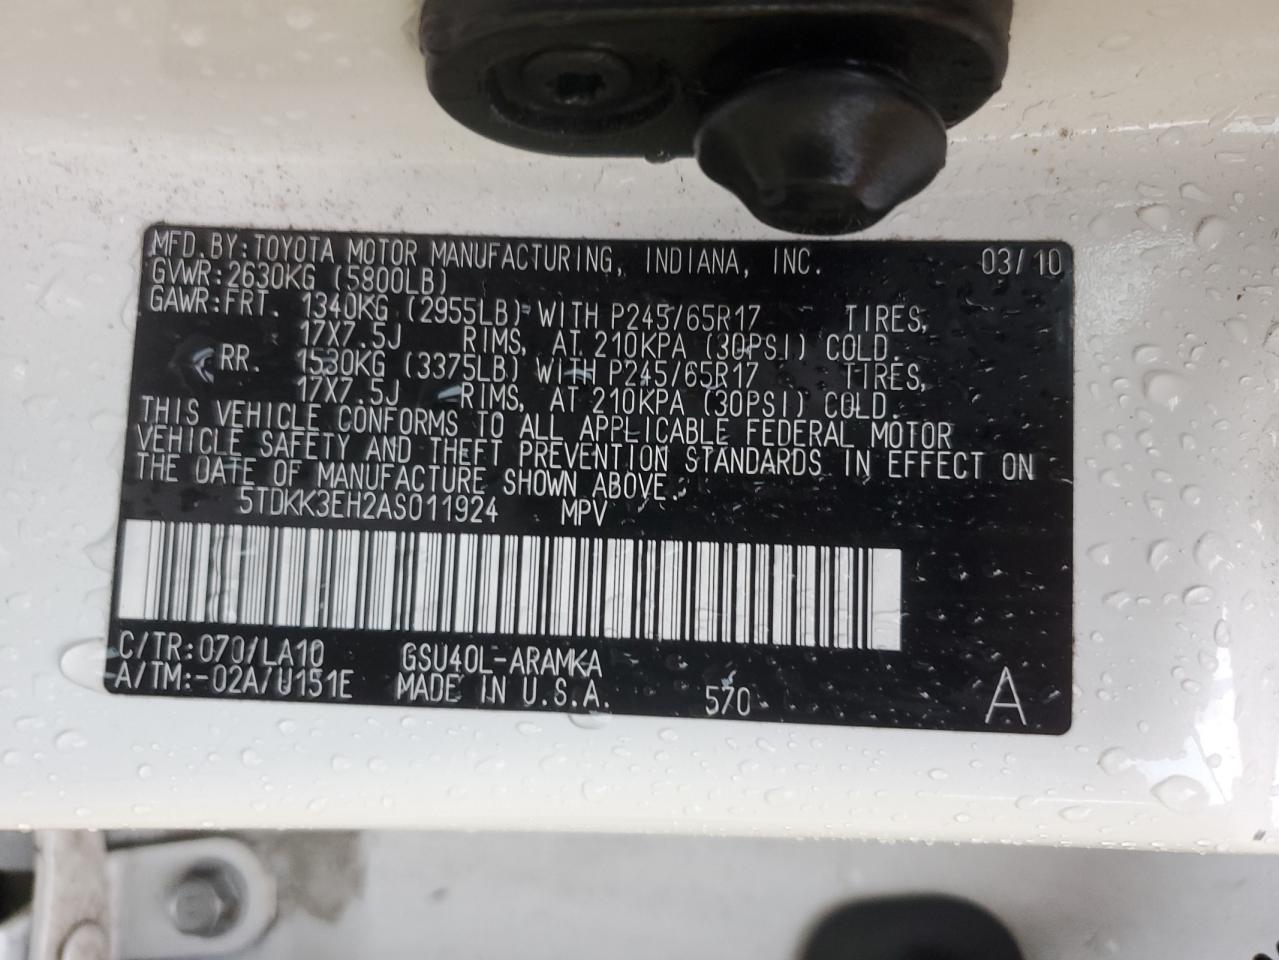 MFD.BY:TOYOTA MOTOR MANUFACTURING, INDIANA, INC. 03/10
GVWR:2630KG (5800LB)
GAWR:FRT. 1340KG (2955LB) WITH P245/65R17 TIRES,
17X7.5J RIMS, AT 210KPA (30PSI) COLD.
RR. 1530KG (3375LB) WITH P245/65R17 TIRES,
17X7.5J RIMS, AT 210KPA (30PSI) COLD.
THIS VEHICLE CONFORMS TO ALL APPLICABLE FEDERAL MOTOR
VEHICLE SAFETY AND THEFT PREVENTION STANDARDS IN EFFECT ON
THE DATE OF MANUFACTURE SHOWN ABOVE.
5TDKK3EH2AS011924 MPV
C/TR:070/LA10 GSU40L-ARAMKA
A/TM:-02A/U151E MADE IN U.S.A. 570 A